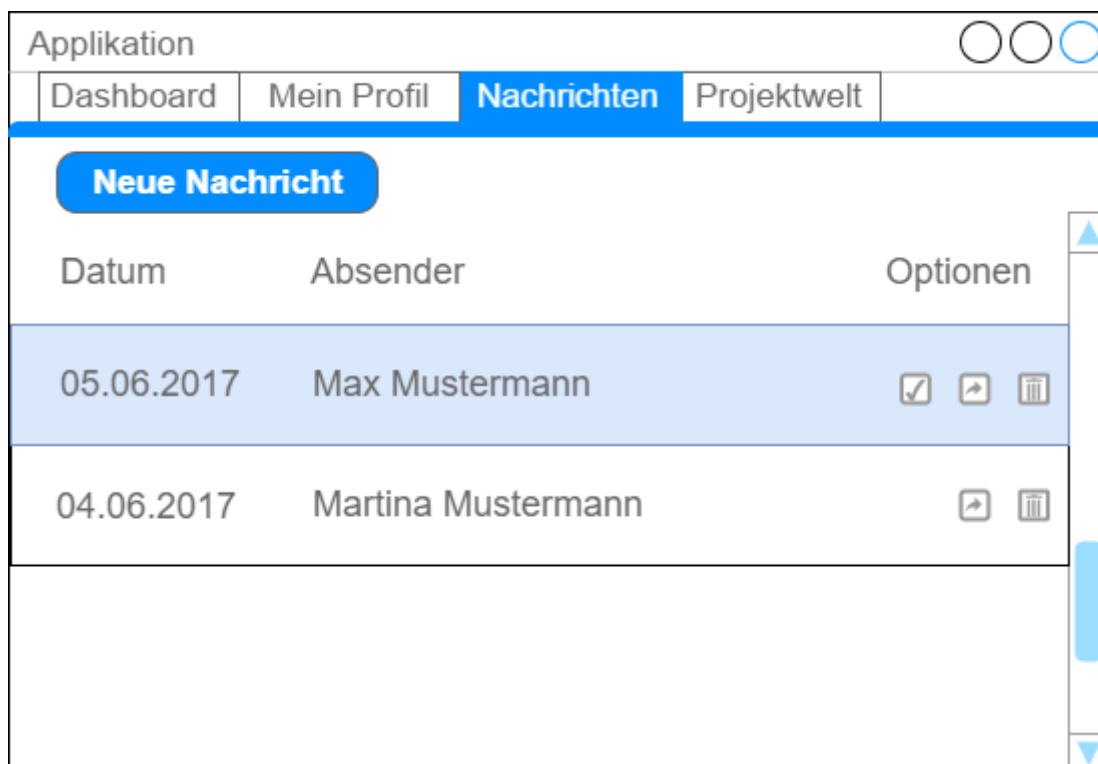 Applikation
Dashboard Mein Profil Nachrichten Projektwelt
Neue Nachricht
Datum Absender Optionen
05.06.2017 Max Mustermann
04.06.2017 Martina Mustermann